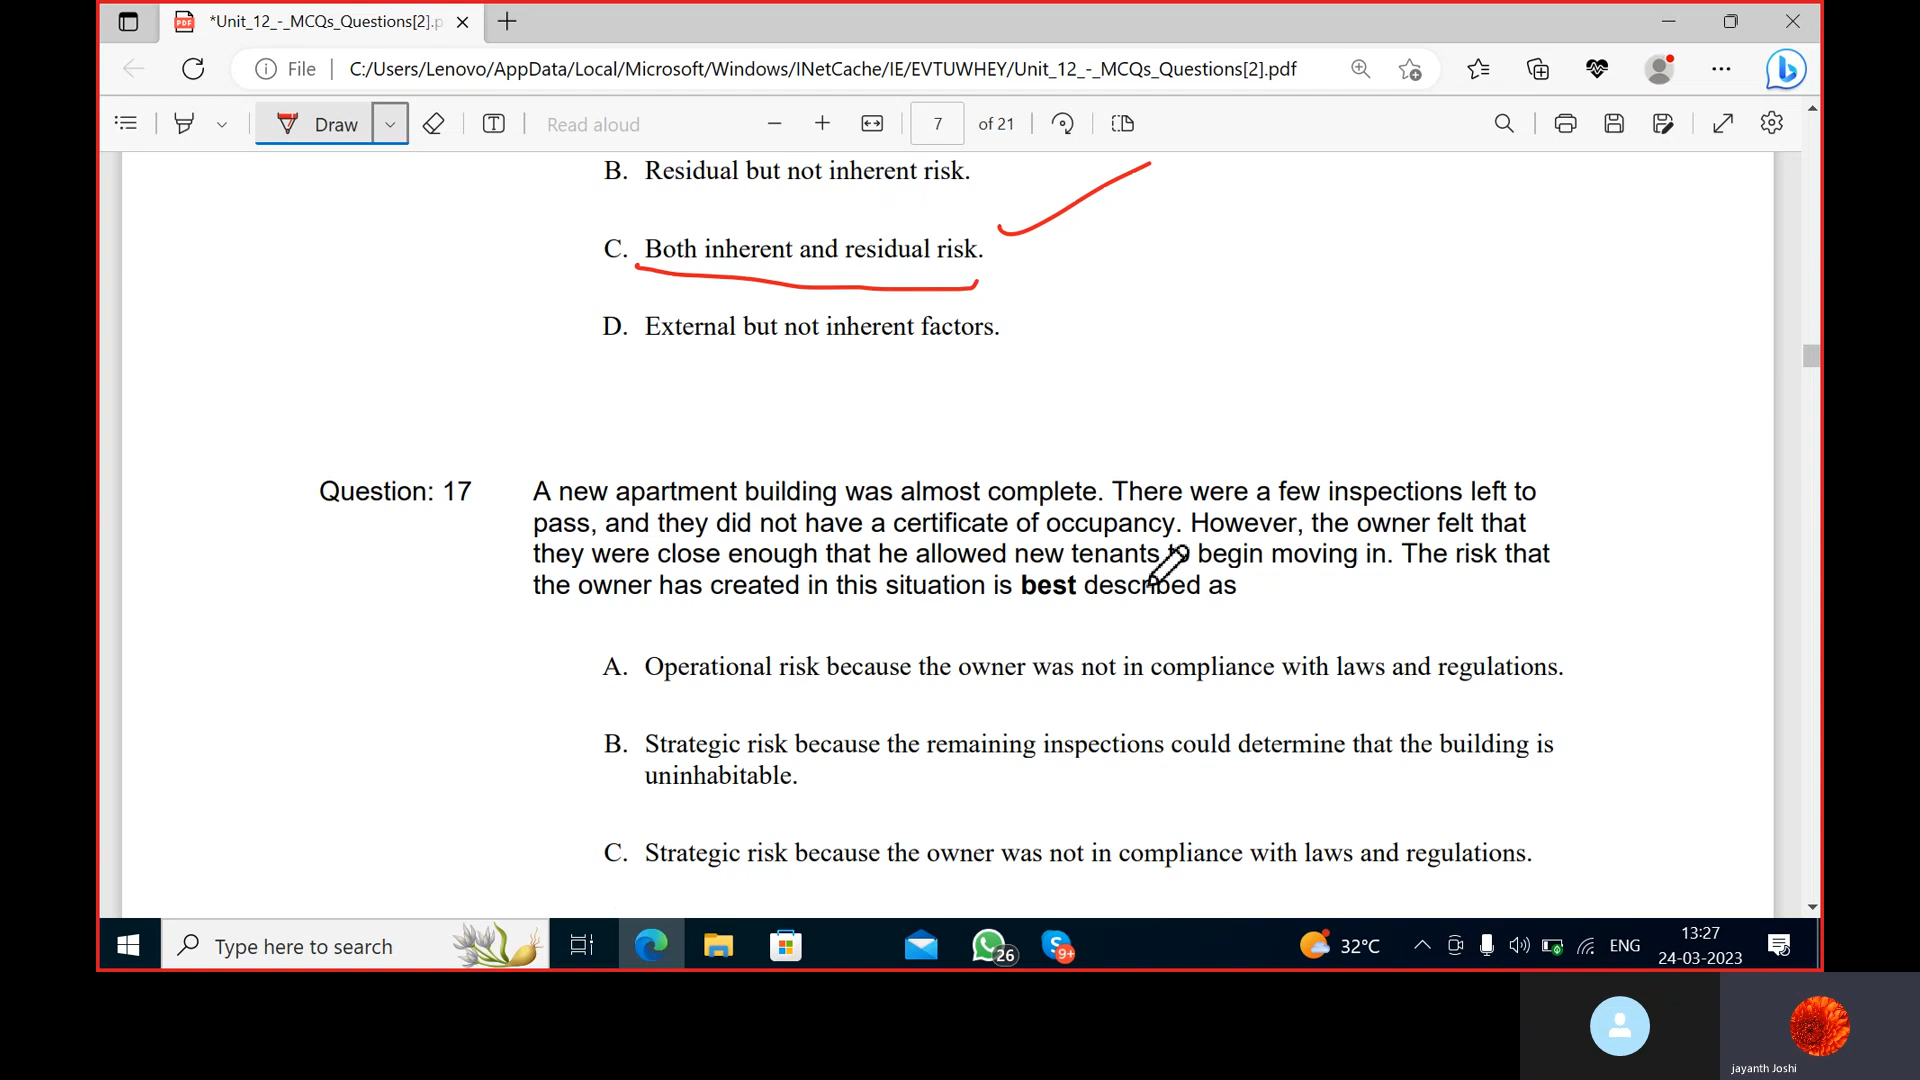 *Unit_12_-_MCQs_Questions[2].p
File
C:/Users/Lenovo/AppData/Local/Microsoft/Windows/INetCache/IE/EVTUWHEY/Unit_12_-_MCQs_Questions[2].pdf
Draw
Read aloud
7
of 21
B. Residual but not inherent risk.
C. Both inherent and residual risk.
D. External but not inherent factors.
Question: 17
A new apartment building was almost complete. There were a few inspections left to
pass, and they did not have a certificate of occupancy. However, the owner felt that
they were close enough that he allowed new tenants to begin moving in. The risk that
the owner has created in this situation is best described as
A. Operational risk because the owner was not in compliance with laws and regulations.
B. Strategic risk because the remaining inspections could determine that the building is
uninhabitable.
C. Strategic risk because the owner was not in compliance with laws and regulations.
Type here to search
26
9+
32°C
ENG
13:27
24-03-2023
jayanth Joshi